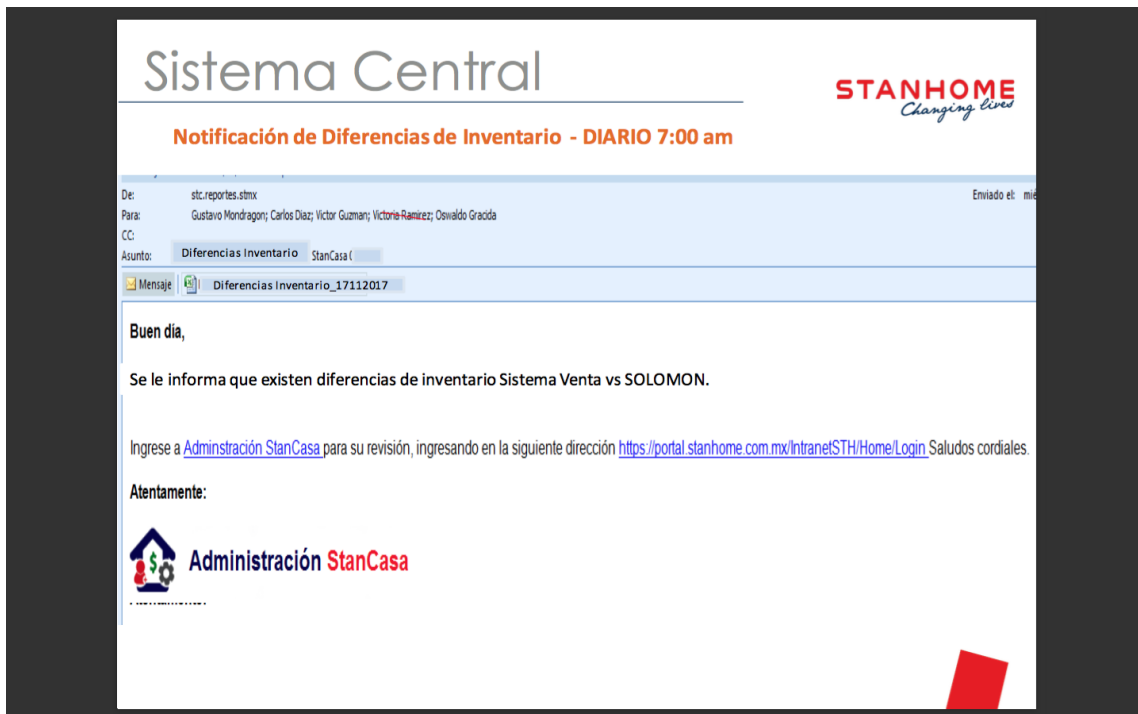 Sistema Central
STANHOME
Changing lives
Notificación de Diferencias de Inventario - DIARIO 7:00 am
De: stc.reportes.stmx Enviado el: mié
Para: Gustavo Mondragon; Carlos Diaz; Victor Guzman; Victoria Ramirez; Oswaldo Gracida
CC:
Asunto: Diferencias Inventario StanCasa (
Mensaje Diferencias Inventario_17112017
Buen dia,
Se le informa que existen diferencias de inventario Sistema Venta vs SOLOMON.
Ingrese a Adminstración StanCasa para su revisión, ingresando en la siguiente dirección https://portal.stanhome.com.mx/IntranetSTH/Home/Login Saludos cordiales.
Atentamente:
Administración StanCasa